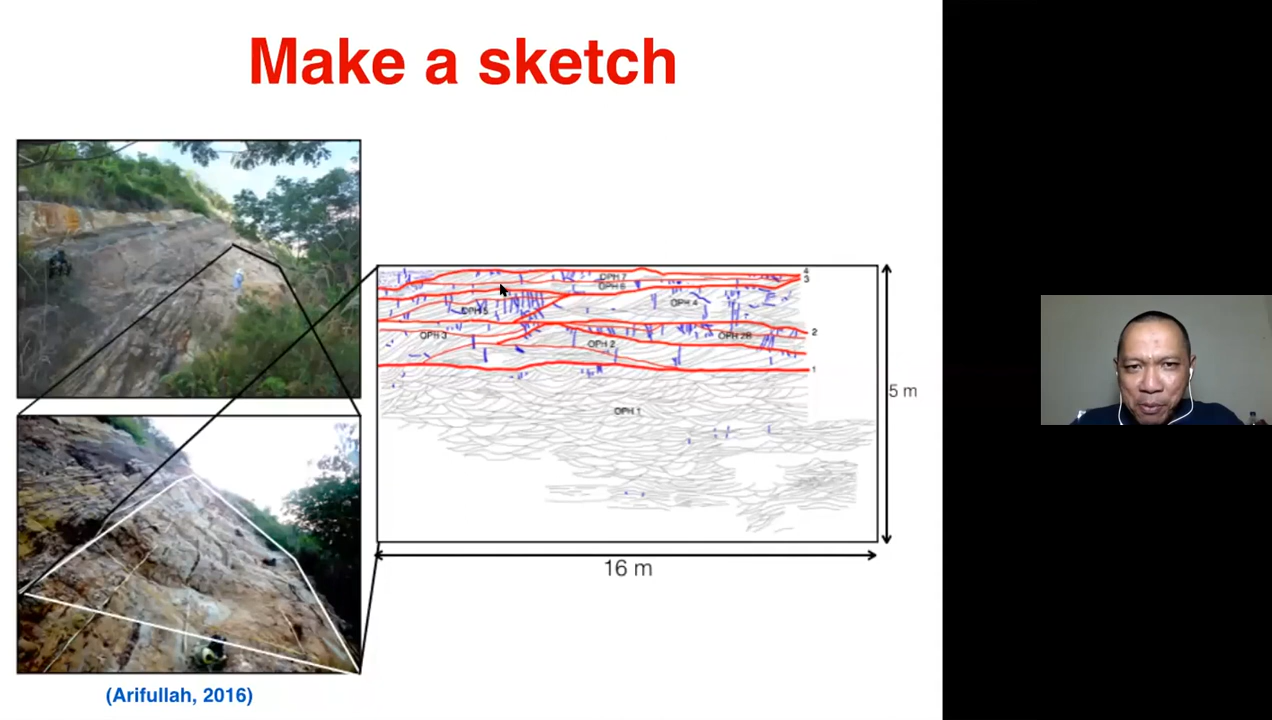 Make a sketch
OPH 7
4
3
OPH 6
OPH 4
OPH 5
OPH 3
OPH 2
OPH 2B
2
1
OPH 1
5 m
16 m
(Arifullah, 2016)